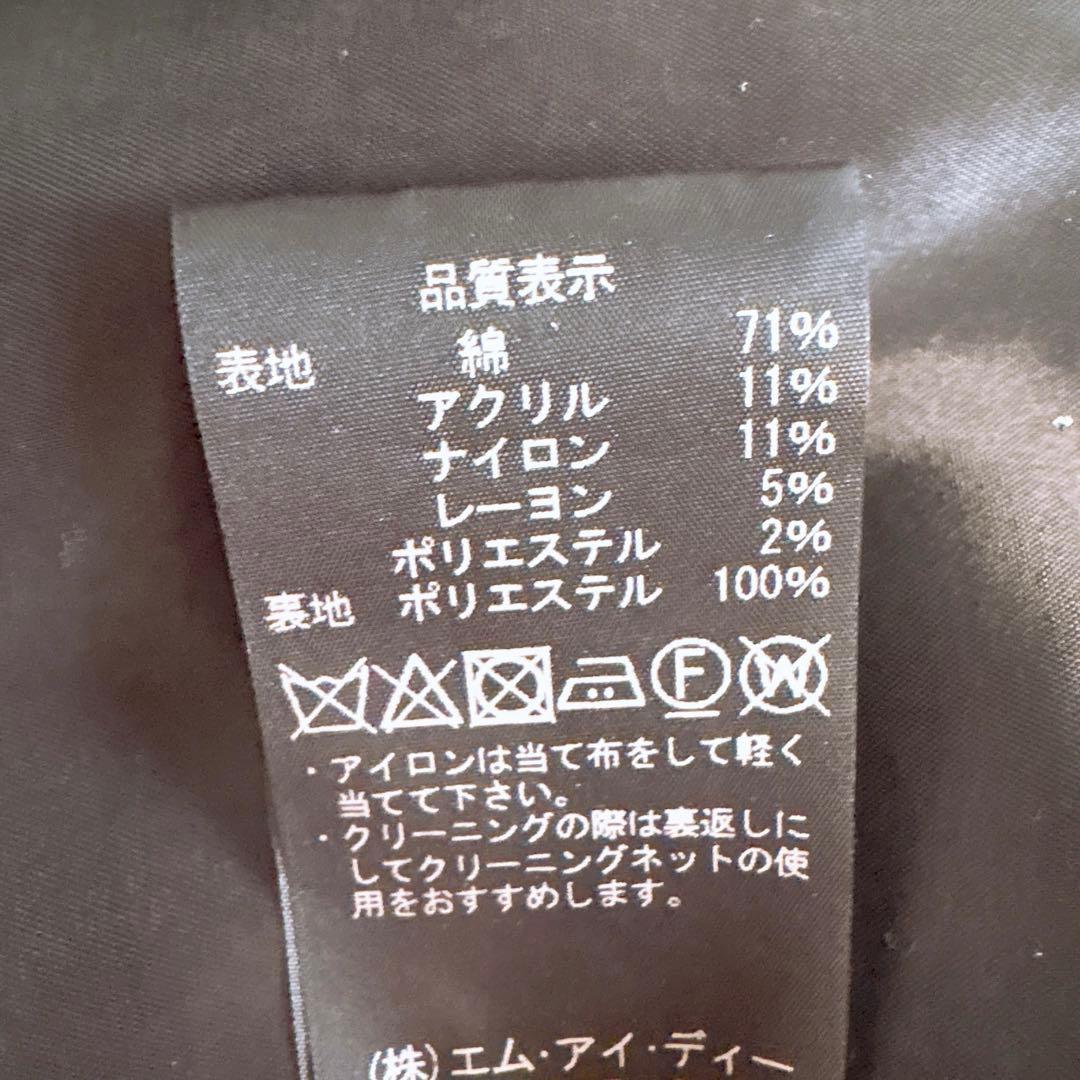 品質表示
表地 綿 71%
アクリル 11%
ナイロン 11%
レーヨン 5%
ポリエステル 2%
裏地 ポリエステル 100%
F W
・アイロンは当て布をして軽く
当てて下さい。
・クリーニングの際は裏返しに
してクリーニングネットの使
用をおすすめします。
(株)エム・アイ・ディー